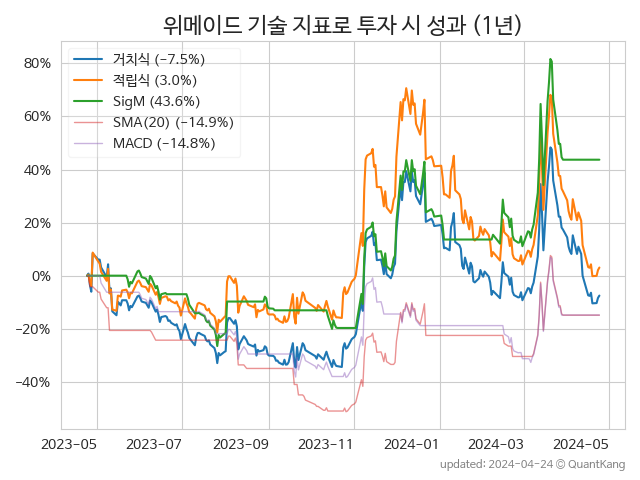 위메이드 기술 지표로 투자 시 성과 (1년)
거치식 (−7.5%)
적립식 (3.0%)
SigM (43.6%)
SMA(20) (−14.9%)
MACD (−14.8%)
80%
60%
40%
20%
0%
−20%
−40%
2023-05 2023-07 2023-09 2023-11 2024-01 2024-03 2024-05
updated: 2024-04-24 © QuantKang